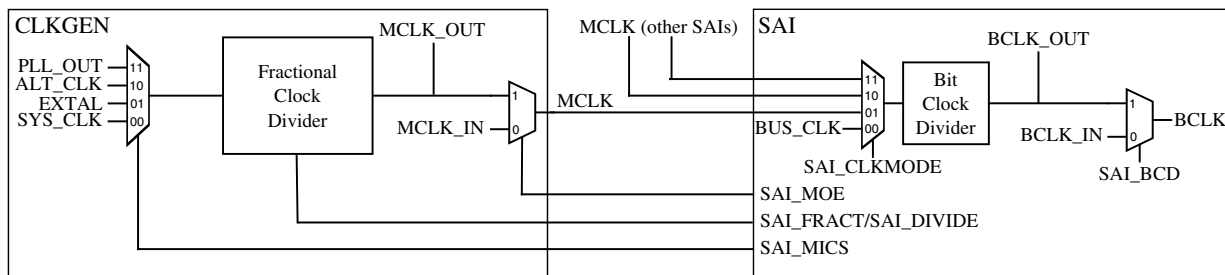 CLKGEN
MCLK_OUT
MCLK (other SAIs)
SAI
BCLK_OUT
PLL_OUT 11
ALT_CLK 10
EXTAL 01
SYS_CLK 00
Fractional
Clock
Divider
1
MCLK_IN 0
MCLK
11
10
01
BUS_CLK 00
SAI_CLKMODE
Bit
Clock
Divider
1
BCLK_IN 0
BCLK
SAI_BCD
SAI_MOE
SAI_FRACT/SAI_DIVIDE
SAI_MICS